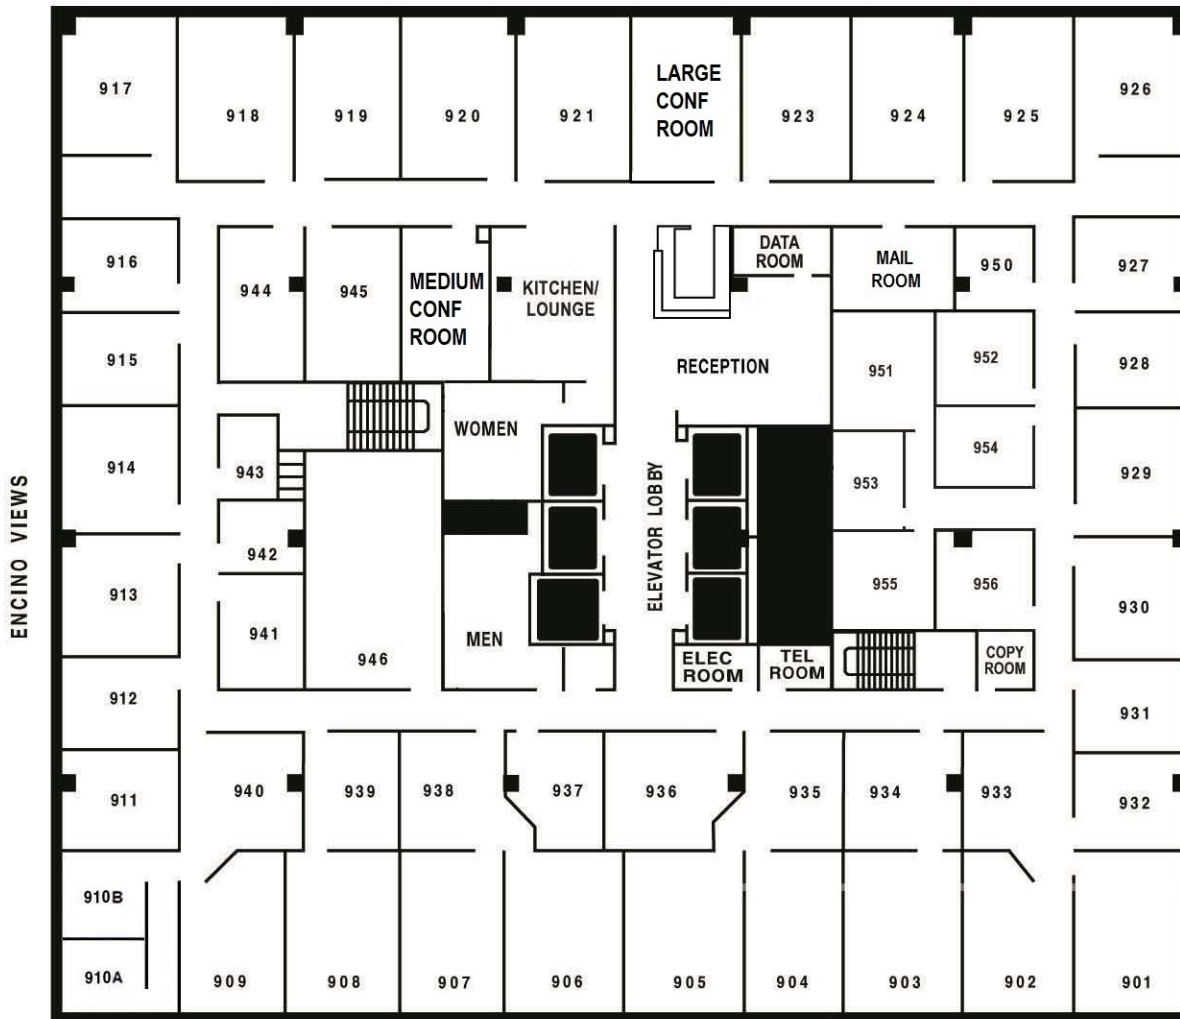 917
918
919
920
921
LARGE
CONF
ROOM
923
924
925
926
916
944
945
MEDIUM
CONF
ROOM
KITCHEN/
LOUNGE
DATA
ROOM
MAIL
ROOM
950
927
915
RECEPTION
951
952
928
914
943
WOMEN
ELEVATOR LOBBY
953
954
929
ENCINO VIEWS
913
942
941
946
MEN
955
956
930
ELEC
ROOM
TEL
ROOM
COPY
ROOM
912
931
911
940
939
938
937
936
935
934
933
932
910B
910A
909
908
907
906
905
904
903
902
901